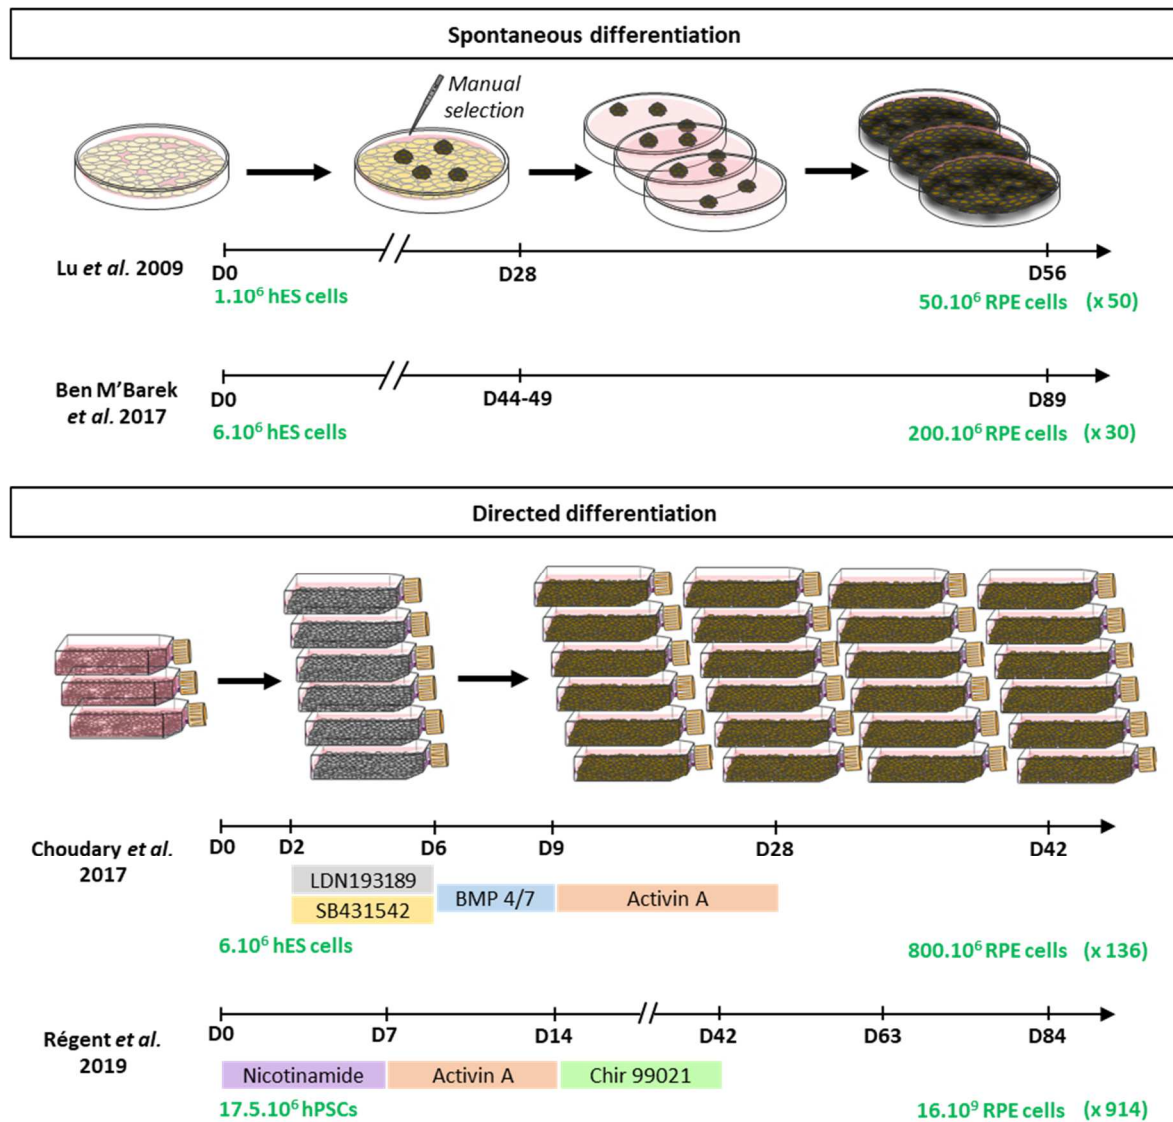 Spontaneous differentiation
Manual
selection
Lu et al. 2009
D0
D28
D56
1.10⁶ hES cells
50.10⁶ RPE cells (x 50)
Ben M’Barek
et al. 2017
D0
D44-49
D89
6.10⁶ hES cells
200.10⁶ RPE cells (x 30)
Directed differentiation
Choudary et al.
2017
D0 D2 D6 D9 D28 D42
LDN193189
SB431542
BMP 4/7
Activin A
6.10⁶ hES cells
800.10⁶ RPE cells (x 136)
Régent et al.
2019
D0 D7 D14 D42 D63 D84
Nicotinamide
Activin A
Chir 99021
17.5.10⁶ hPSCs
16.10⁹ RPE cells (x 914)